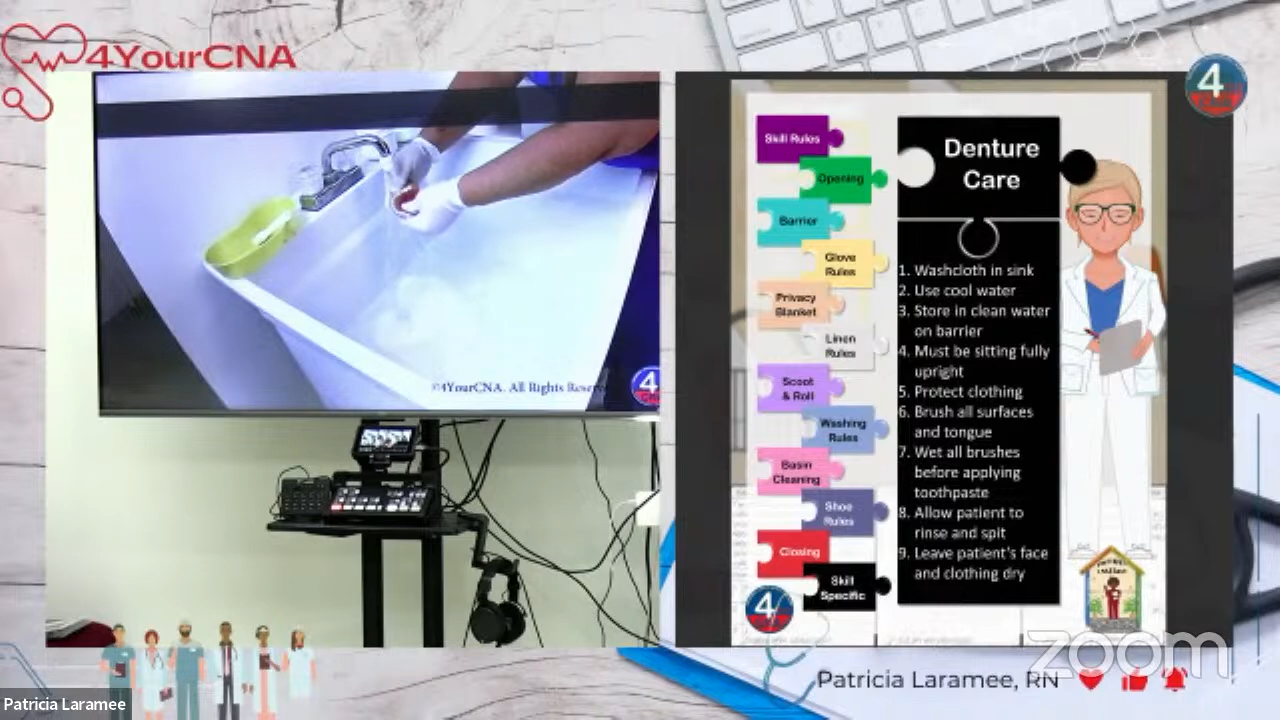 4YourCNA
©4YourCNA. All Rights Reserv
4
4
Skill Rules
Opening
Barrier
Glove
Rules
Privacy
Blanket
Linen
Rules
Scoot
& Roll
Washing
Rules
Basin
Cleaning
Shoe
Rules
Closing
Skill
Specific
4
Denture
Care
1. Washcloth in sink
2. Use cool water
3. Store in clean water
on barrier
4. Must be sitting fully
upright
5. Protect clothing
6. Brush all surfaces
and tongue
7. Wet all brushes
before applying
toothpaste
8. Allow patient to
rinse and spit
9. Leave patient's face
and clothing dry
zoom
Patricia Laramee, RN
Patricia Laramee